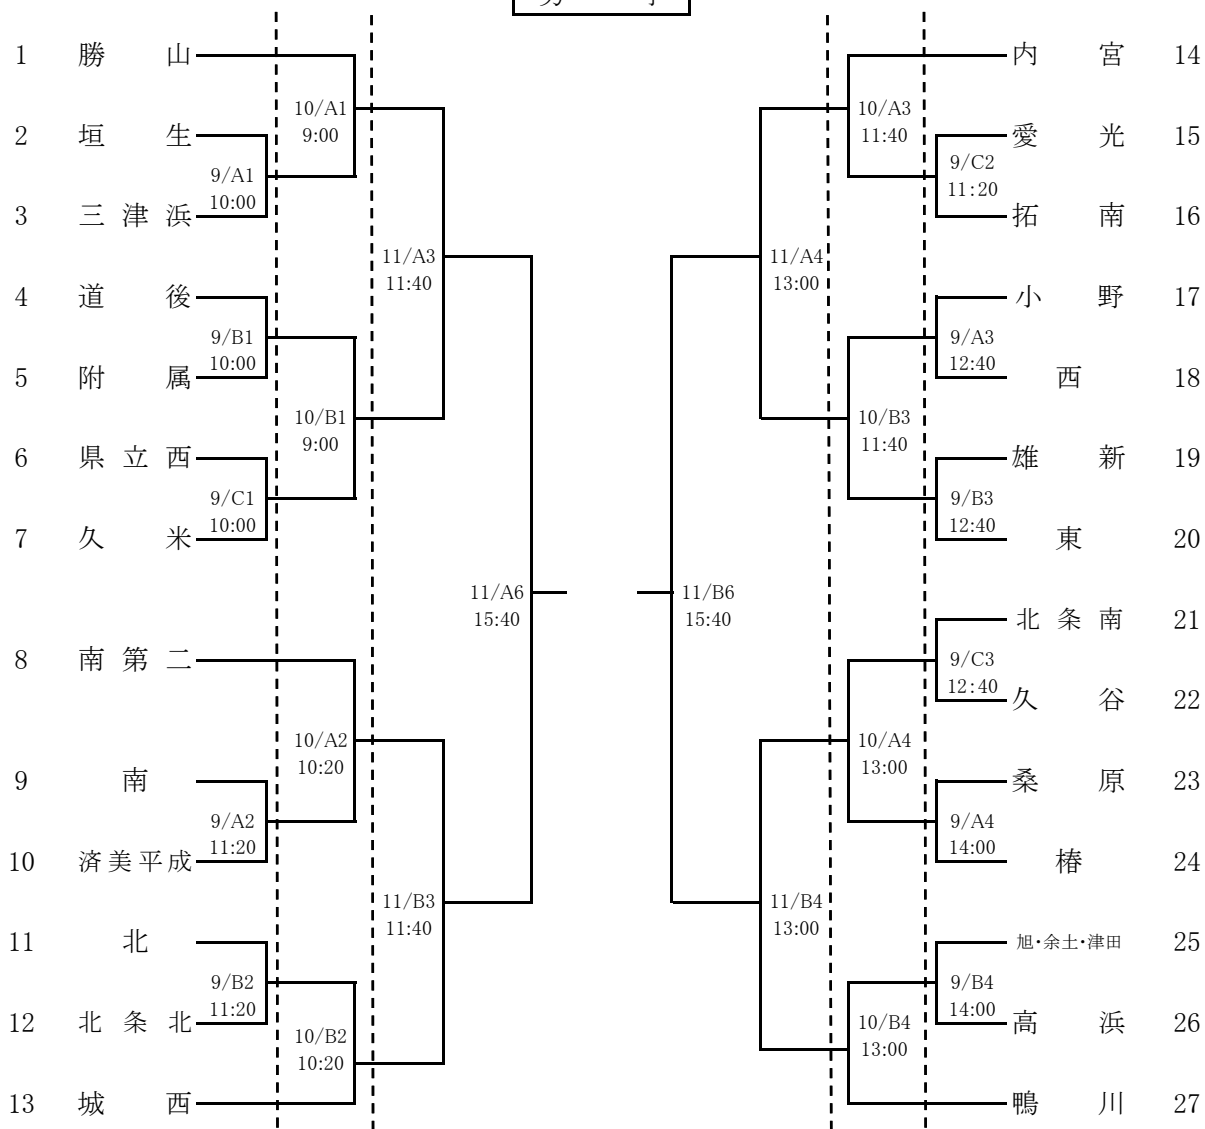 1 勝山
10/A1
9:00
2 垣生
9/A1
10:00
3 三津浜
11/A3
11:40
4 道後
9/B1
10:00
5 附属
10/B1
9:00
6 県立西
9/C1
10:00
7 久米
11/A6
15:40
8 南第二
10/A2
10:20
9 南
9/A2
11:20
10 済美平成
11/B3
11:40
11 北
9/B2
11:20
12 北条北
10/B2
10:20
13 城西
内宮 14
10/A3
11:40
愛光 15
9/C2
11:20
拓南 16
11/A4
13:00
小野 17
9/A3
12:40
西 18
10/B3
11:40
雄新 19
9/B3
12:40
東 20
11/B6
15:40
北条南 21
9/C3
12:40
久谷 22
10/A4
13:00
桑原 23
9/A4
14:00
椿 24
11/B4
13:00
旭・余土・津田 25
9/B4
14:00
高浜 26
10/B4
13:00
鴨川 27